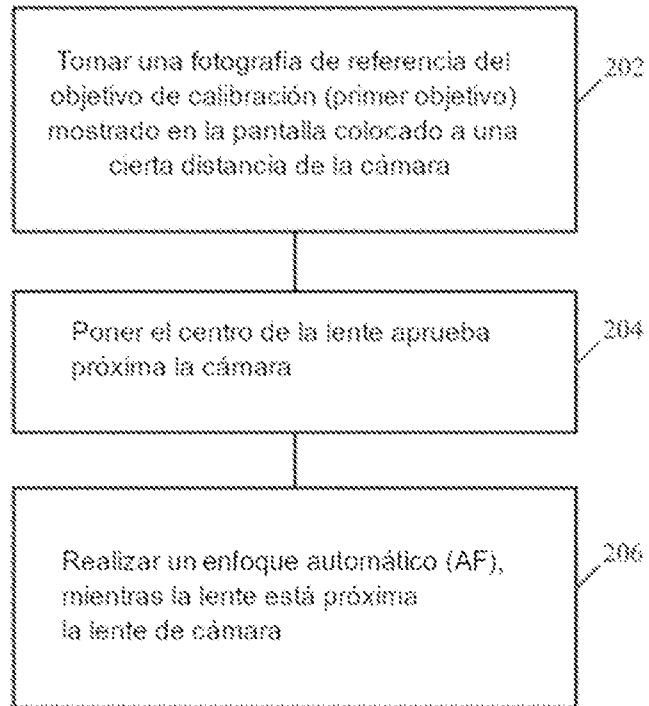 Tomar una fotografía de referencia del
objetivo de calibración (primer objetivo)
mostrado en la pantalla colocado a una
cierta distancia de la cámara
202
Poner el centro de la lente aprueba
próxima la cámara
204
Realizar un enfoque automático (AF),
mientras la lente está próxima
la lente de cámara
206